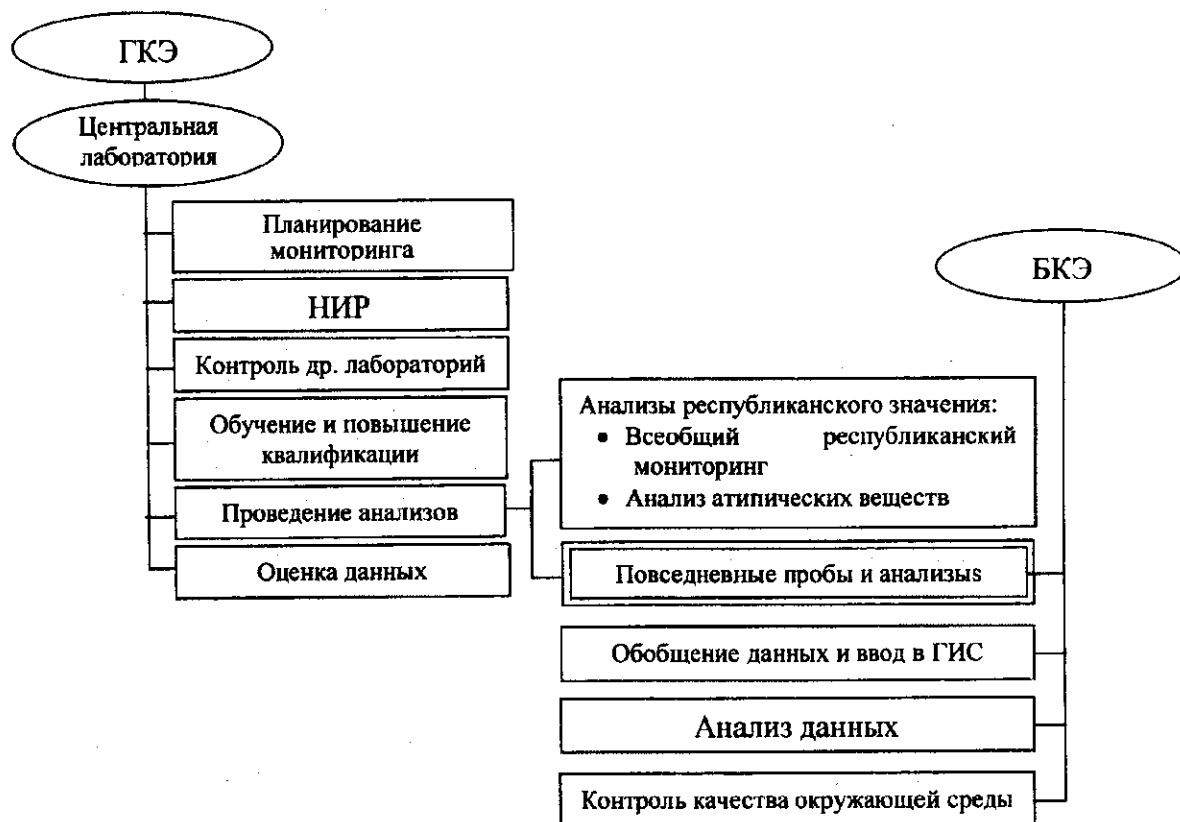 ГКЭ
Центральная
лаборатория
Планирование
мониторинга
НИР
Контроль др. лабораторий
Обучение и повышение
квалификации
Проведение анализов
Оценка данных
БКЭ
Анализы республиканского значения:
• Всеобщий республиканский
мониторинг
• Анализ атипических веществ
Повседневные пробы и анализыs
Обобщение данных и ввод в ГИС
Анализ данных
Контроль качества окружающей среды